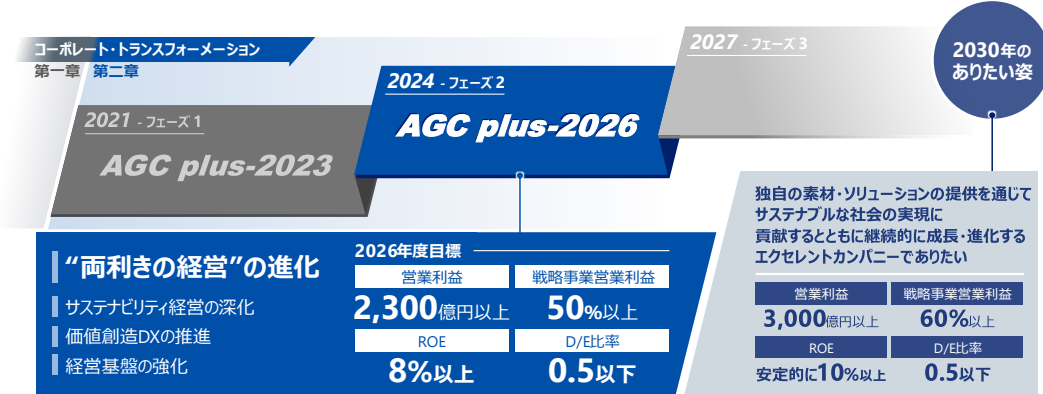 コーポレート・トランスフォーメーション
第一章 第二章
2021 - フェーズ 1
AGC plus-2023
2024 - フェーズ 2
AGC plus-2026
2027 - フェーズ 3
2030年の
ありたい姿
“両利きの経営”の進化
サステナビリティ経営の深化
価値創造DXの推進
経営基盤の強化
2026年度目標
営業利益
2,300億円以上
戦略事業営業利益
50%以上
ROE
8%以上
D/E比率
0.5以下
独自の素材・ソリューションの提供を通じて
サステナブルな社会の実現に
貢献するとともに継続的に成長・進化する
エクセレントカンパニーでありたい
営業利益
3,000億円以上
戦略事業営業利益
60%以上
ROE
安定的に10%以上
D/E比率
0.5以下